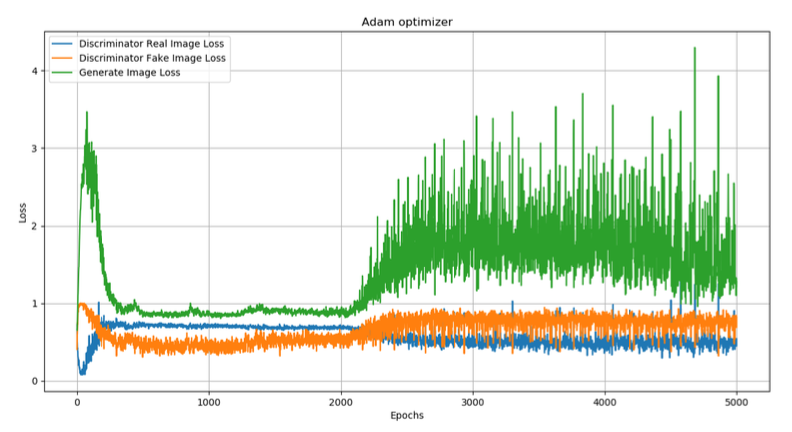 Adam optimizer
Discriminator Real Image Loss
Discriminator Fake Image Loss
Generate Image Loss
4
3
2
1
0
Loss
0 1000 2000 3000 4000 5000
Epochs